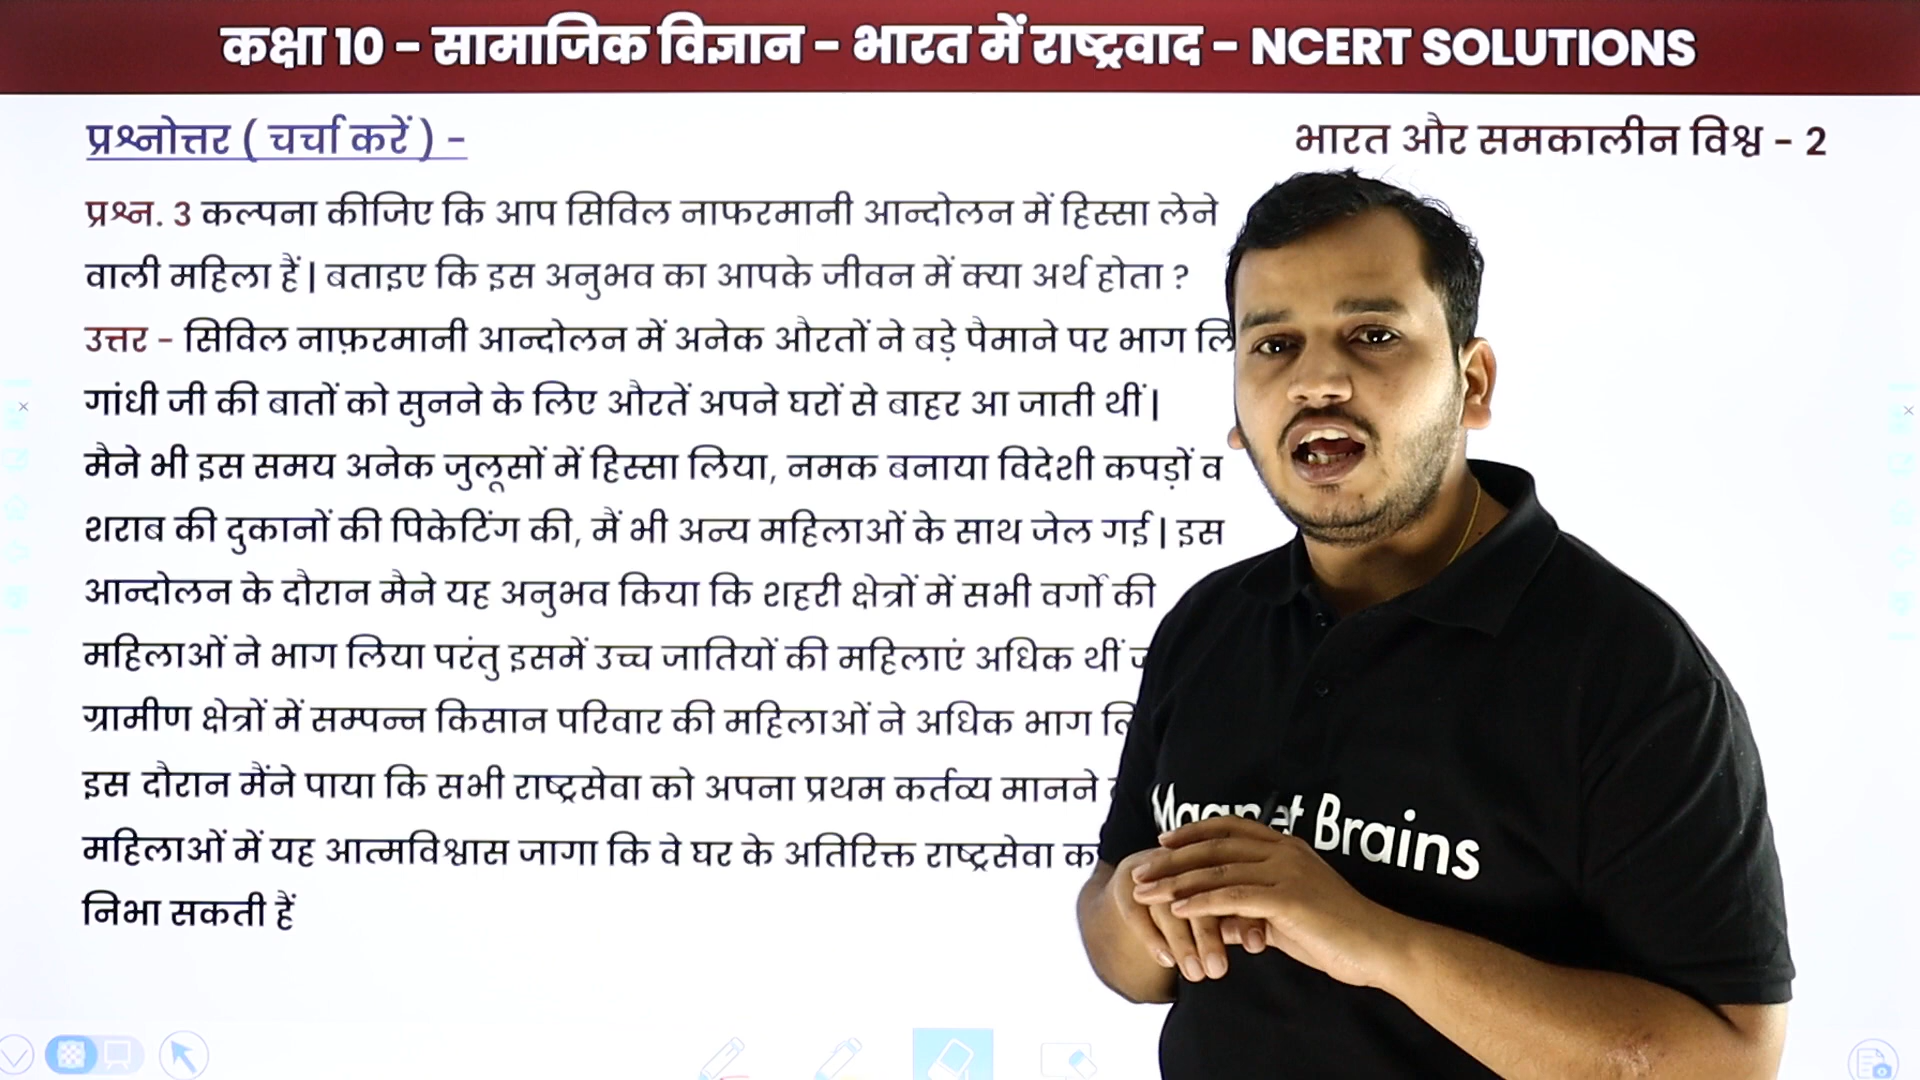 कक्षा 10 - सामाजिक विज्ञान - भारत में राष्ट्रवाद - NCERT SOLUTIONS
प्रश्नोत्तर ( चर्चा करें ) -
भारत और समकालीन विश्व - 2
प्रश्न. 3 कल्पना कीजिए कि आप सिविल नाफरमानी आन्दोलन में हिस्सा लेने
वाली महिला हैं | बताइए कि इस अनुभव का आपके जीवन में क्या अर्थ होता ?
उत्तर - सिविल नाफ़रमानी आन्दोलन में अनेक औरतों ने बड़े पैमाने पर भाग
गांधी जी की बातों को सुनने के लिए औरतें अपने घरों से बाहर आ जाती थीं |
मैने भी इस समय अनेक जुलूसों में हिस्सा लिया, नमक बनाया विदेशी कपड़ों व
शराब की दुकानों की पिकेटिंग की, मैं भी अन्य महिलाओं के साथ जेल गई | इस
आन्दोलन के दौरान मैने यह अनुभव किया कि शहरी क्षेत्रों में सभी वर्गों की
महिलाओं ने भाग लिया परंतु इसमें उच्च जातियों की महिलाएं अधिक थीं
ग्रामीण क्षेत्रों में सम्पन्न किसान परिवार की महिलाओं ने अधिक भाग
इस दौरान मैंने पाया कि सभी राष्ट्रसेवा को अपना प्रथम कर्तव्य मानने
महिलाओं में यह आत्मविश्वास जागा कि वे घर के अतिरिक्त राष्ट्रसेवा
निभा सकती हैं
Magnet Brains